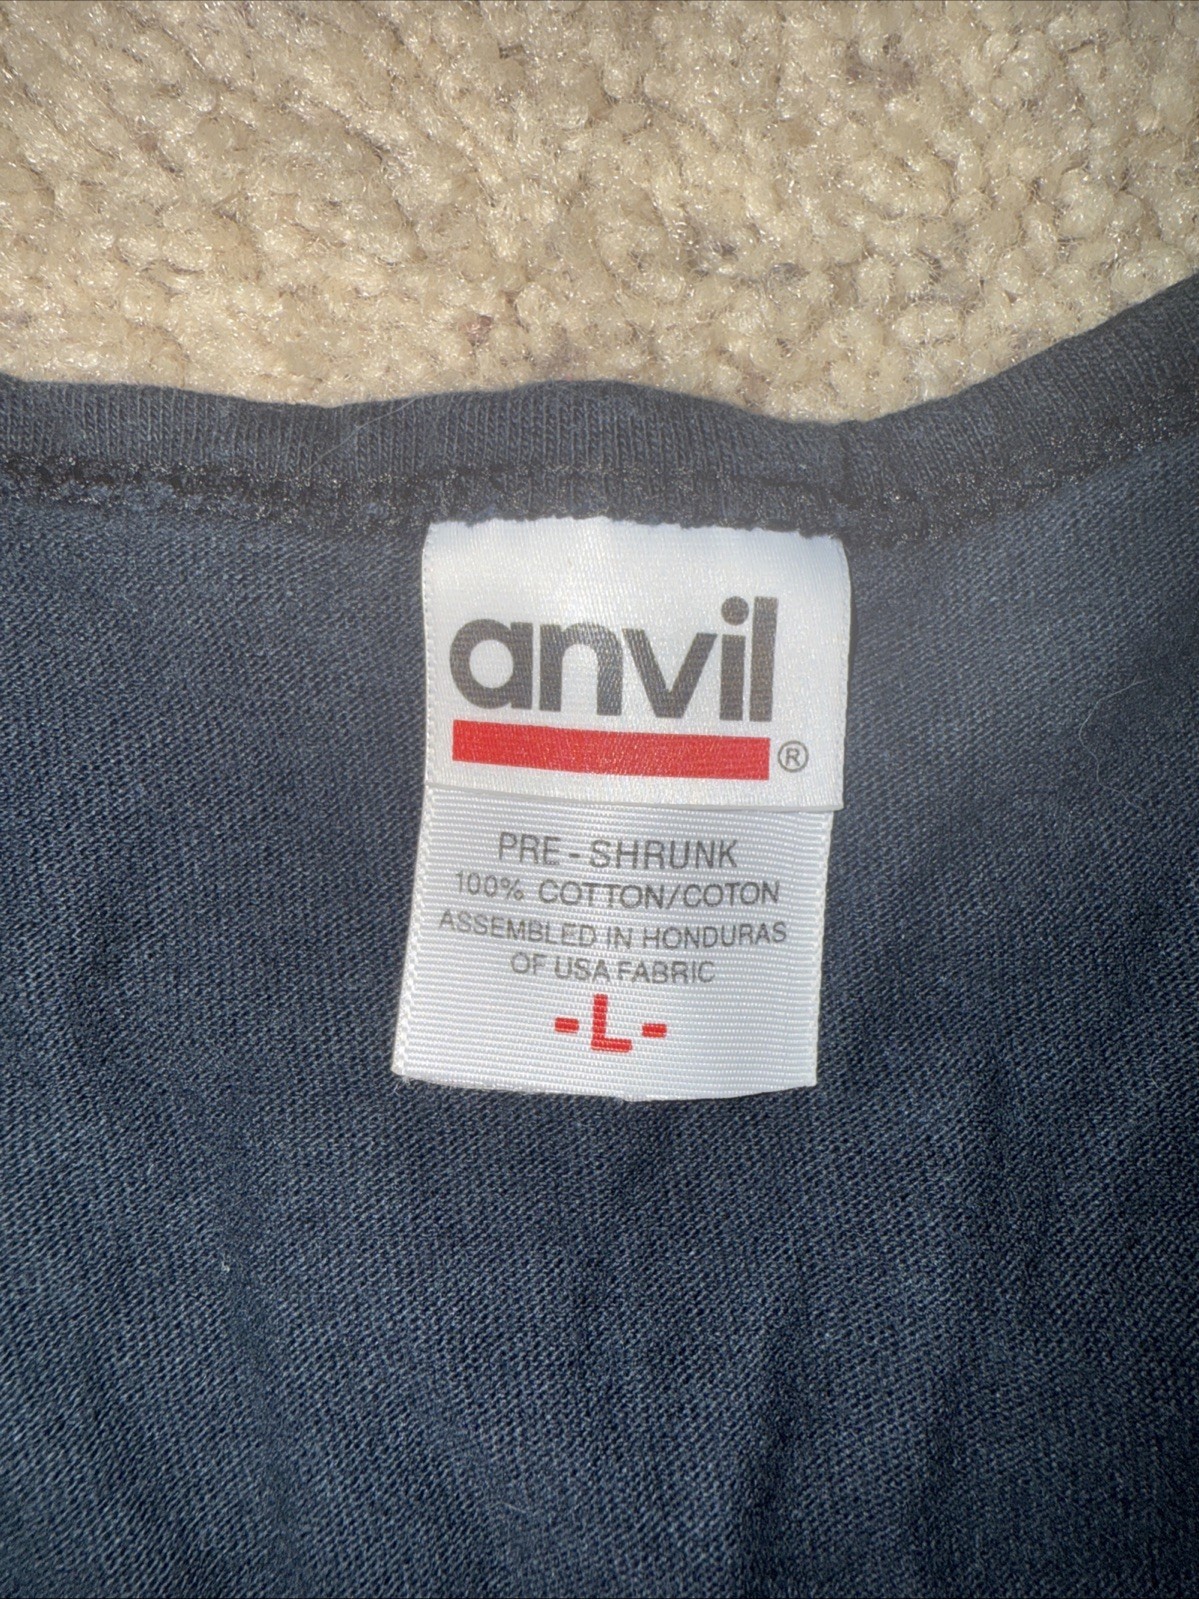 anvil
®
PRE-SHRUNK
100% COTTON/COTON
ASSEMBLED IN HONDURAS
OF USA FABRIC
-L-